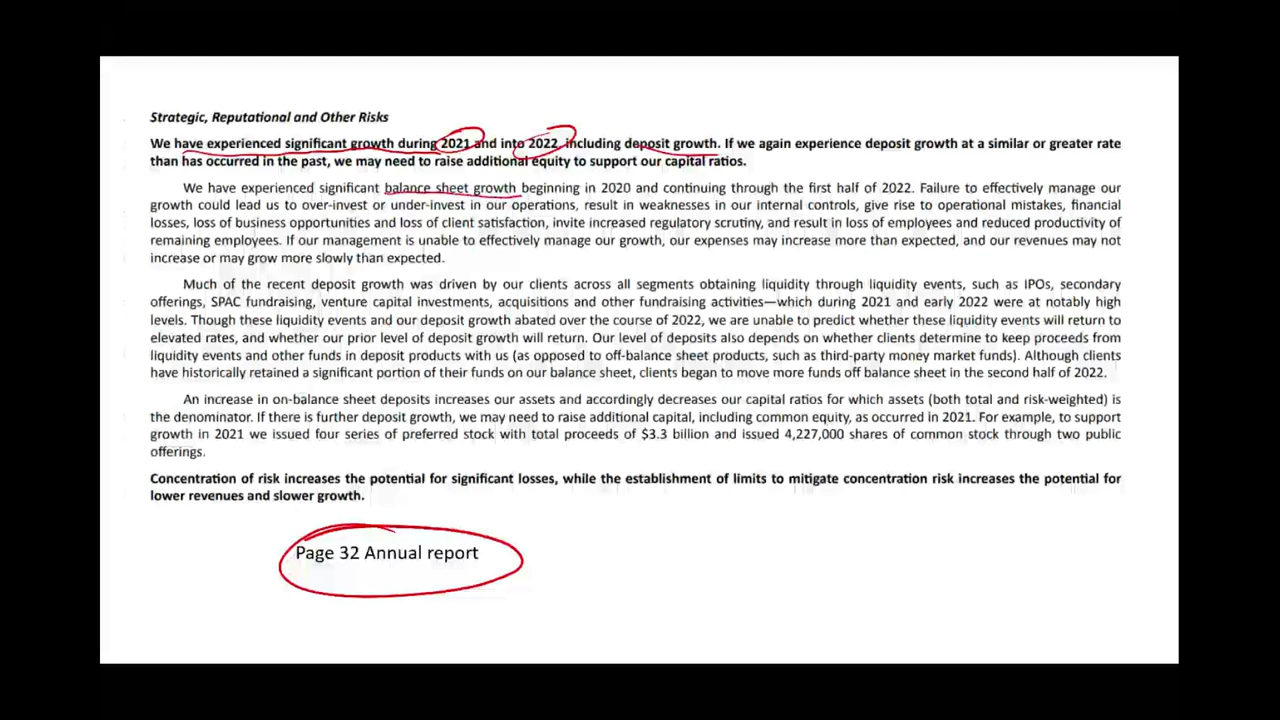 Strategic, Reputational and Other Risks
We have experienced significant growth during 2021 and into 2022, including deposit growth. If we again experience deposit growth at a similar or greater rate
than has occurred in the past, we may need to raise additional equity to support our capital ratios.
We have experienced significant balance sheet growth beginning in 2020 and continuing through the first half of 2022. Failure to effectively manage our
growth could lead us to over-invest or under-invest in our operations, result in weaknesses in our internal controls, give rise to operational mistakes, financial
losses, loss of business opportunities and loss of client satisfaction, invite increased regulatory scrutiny, and result in loss of employees and reduced productivity of
remaining employees. If our management is unable to effectively manage our growth, our expenses may increase more than expected, and our revenues may not
increase or may grow more slowly than expected.
Much of the recent deposit growth was driven by our clients across all segments obtaining liquidity through liquidity events, such as IPOs, secondary
offerings, SPAC fundraising, venture capital investments, acquisitions and other fundraising activities—which during 2021 and early 2022 were at notably high
levels. Though these liquidity events and our deposit growth abated over the course of 2022, we are unable to predict whether these liquidity events will return to
elevated rates, and whether our prior level of deposit growth will return. Our level of deposits also depends on whether clients determine to keep proceeds from
liquidity events and other funds in deposit products with us (as opposed to off-balance sheet products, such as third-party money market funds). Although clients
have historically retained a significant portion of their funds on our balance sheet, clients began to move more funds off balance sheet in the second half of 2022.
An increase in on-balance sheet deposits increases our assets and accordingly decreases our capital ratios for which assets (both total and risk-weighted) is
the denominator. If there is further deposit growth, we may need to raise additional capital, including common equity, as occurred in 2021. For example, to support
growth in 2021 we issued four series of preferred stock with total proceeds of $3.3 billion and issued 4,227,000 shares of common stock through two public
offerings.
Concentration of risk increases the potential for significant losses, while the establishment of limits to mitigate concentration risk increases the potential for
lower revenues and slower growth.
Page 32 Annual report